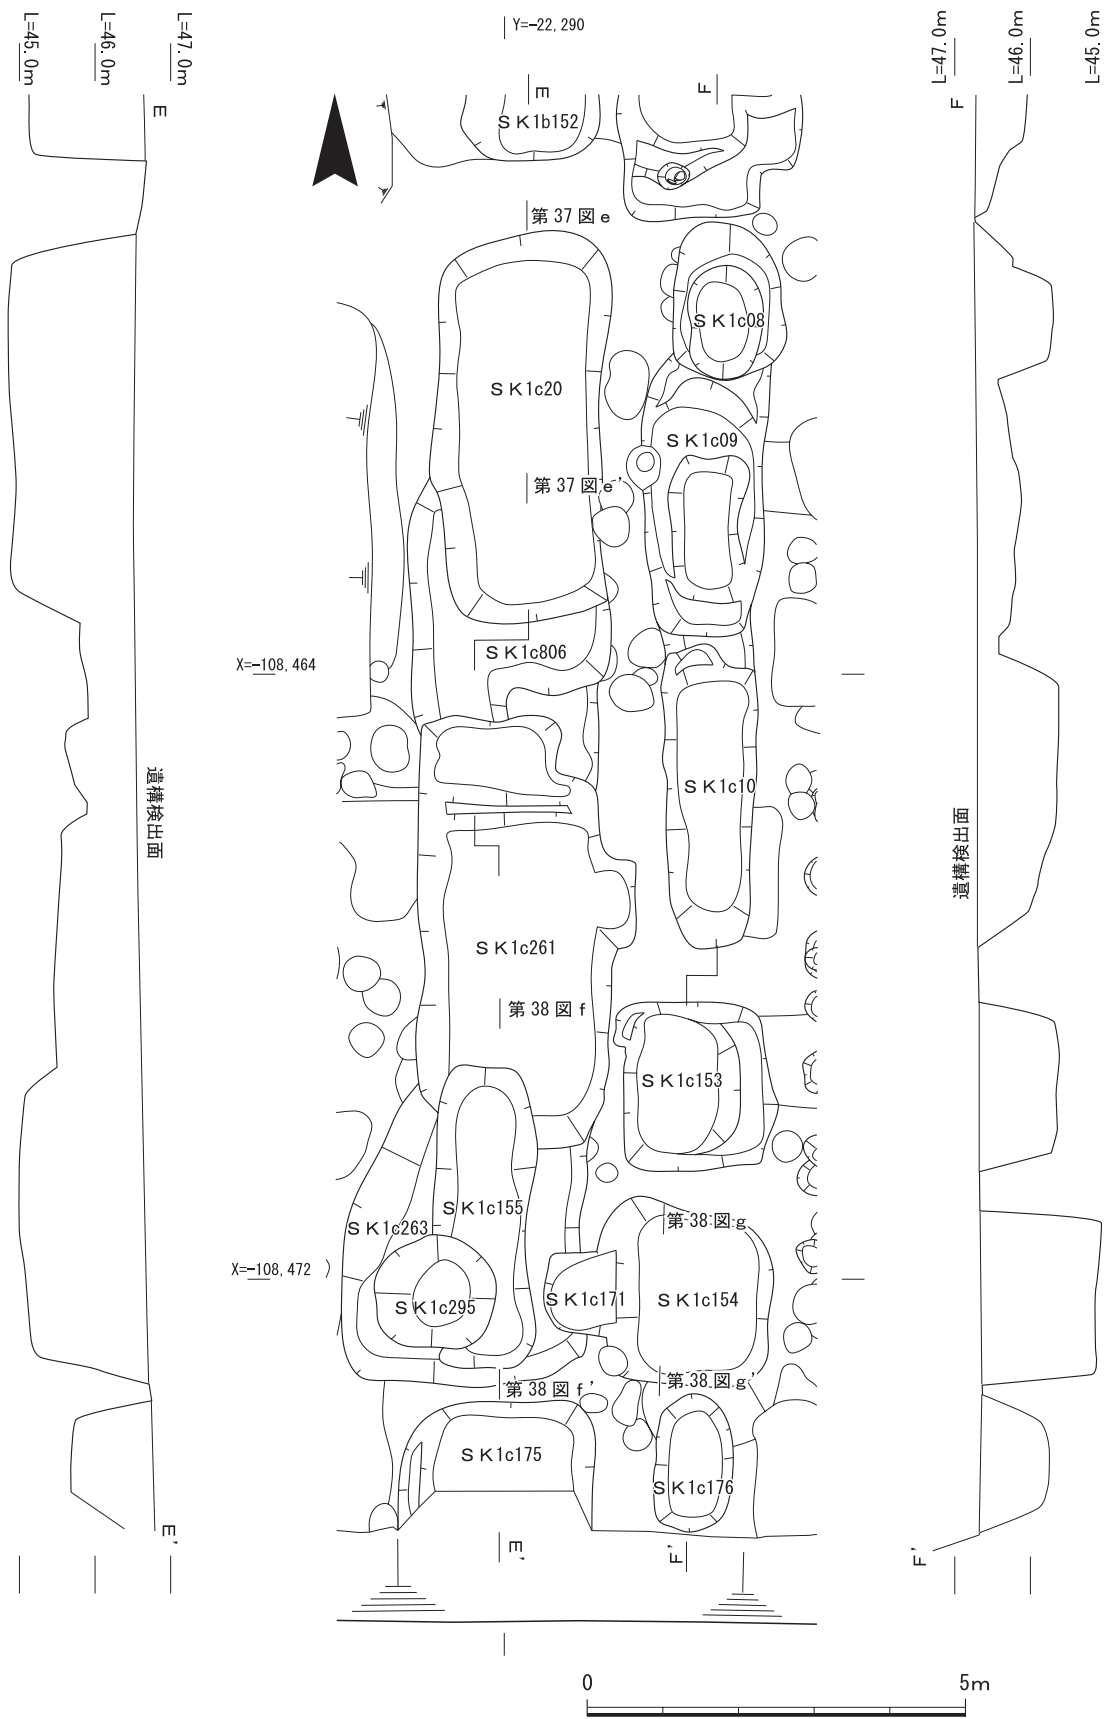 L=45.0m
L=46.0m
L=47.0m
Y=-22,290
L=47.0m
L=46.0m
L=45.0m
E
E
F
F
ＳＫ1b152
第37図e
ＳＫ1c08
ＳＫ1c20
ＳＫ1c09
第37図e'
ＳＫ1c806
X=-108,464
ＳＫ1c10
遺構検出面
遺構検出面
ＳＫ1c261
第38図f
ＳＫ1c153
ＳＫ1c155
第38図g
ＳＫ1c263
X=-108,472
ＳＫ1c295
ＳＫ1c171
ＳＫ1c154
第38図f'
第38図g'
ＳＫ1c175
ＳＫ1c176
E'
E'
F'
F'
0
5m